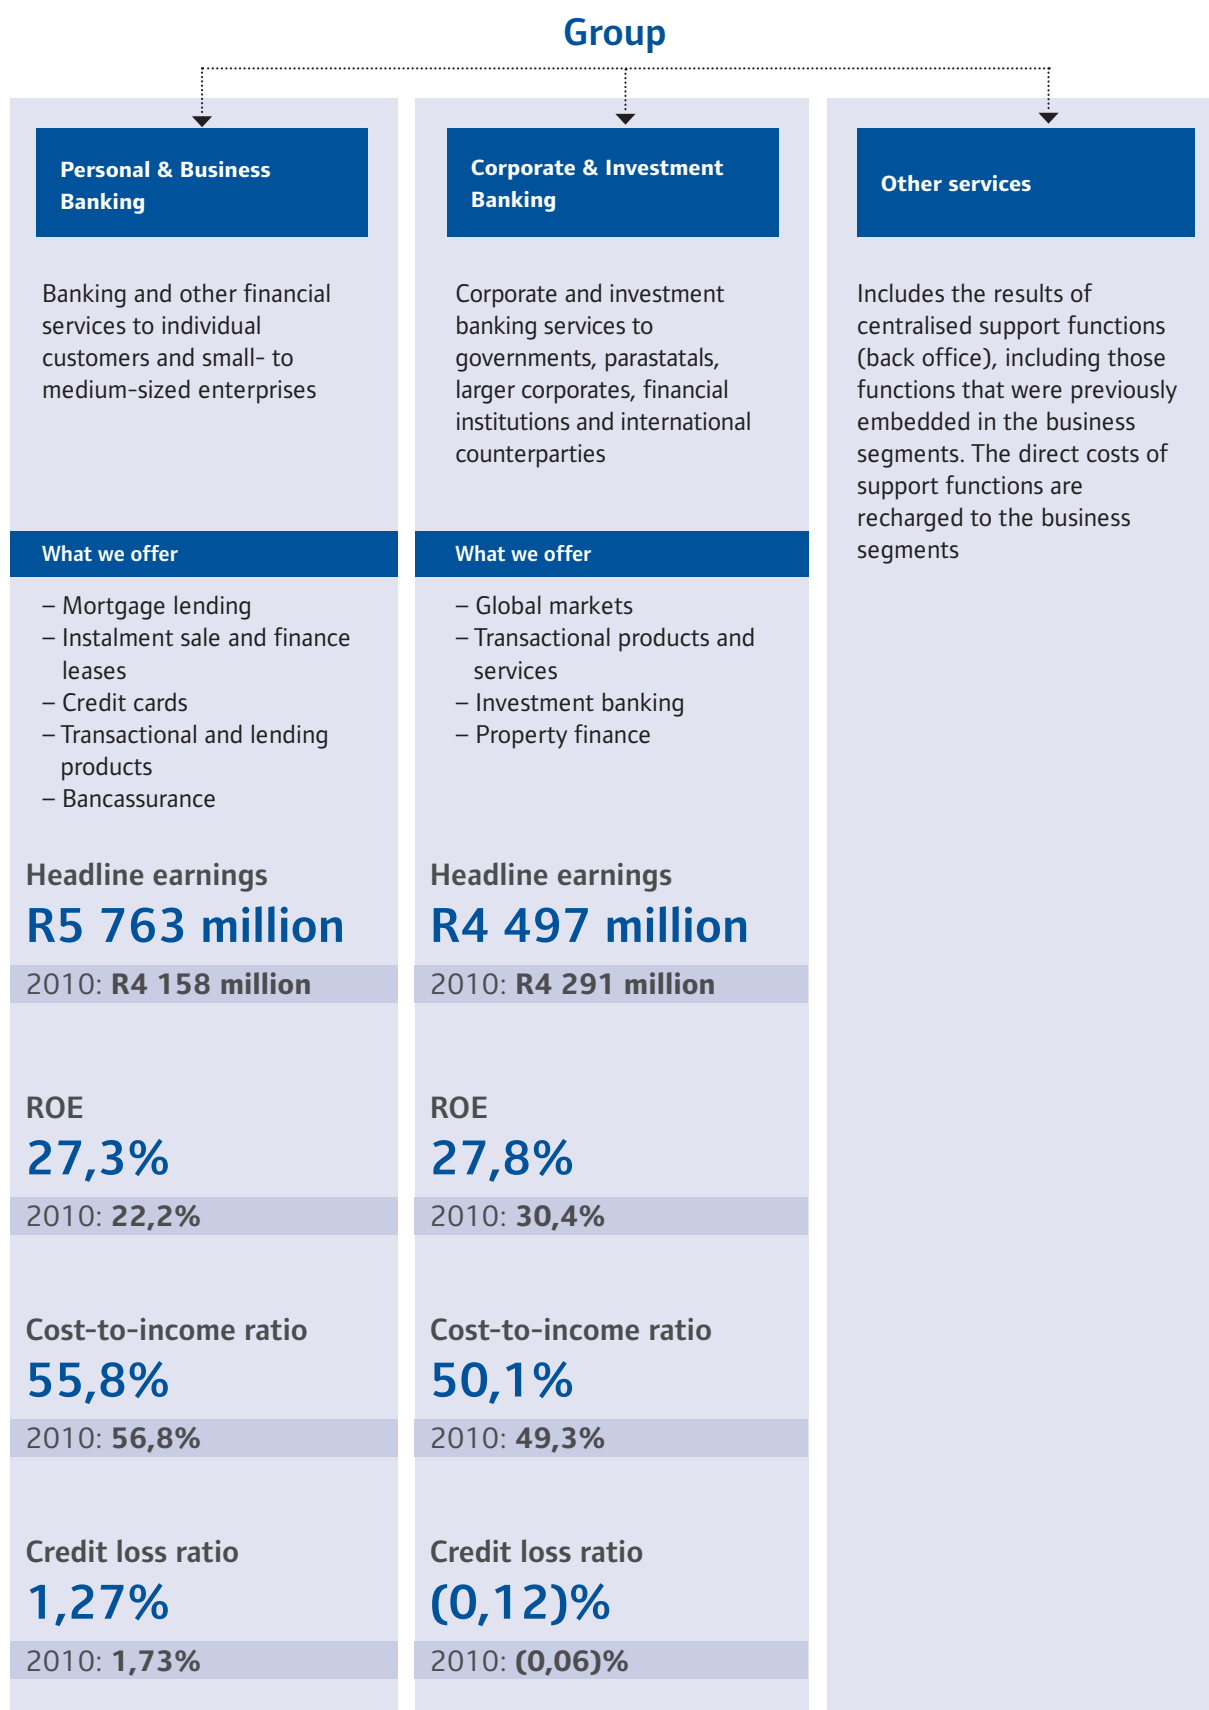 Group
Personal & Business
Banking
Banking and other financial
services to individual
customers and small- to
medium-sized enterprises
What we offer
– Mortgage lending
– Instalment sale and finance
leases
– Credit cards
– Transactional and lending
products
– Bancassurance
Headline earnings
R5 763 million
2010: R4 158 million
ROE
27,3%
2010: 22,2%
Cost-to-income ratio
55,8%
2010: 56,8%
Credit loss ratio
1,27%
2010: 1,73%
Corporate & Investment
Banking
Corporate and investment
banking services to
governments, parastatals,
larger corporates, financial
institutions and international
counterparties
What we offer
– Global markets
– Transactional products and
services
– Investment banking
– Property finance
Headline earnings
R4 497 million
2010: R4 291 million
ROE
27,8%
2010: 30,4%
Cost-to-income ratio
50,1%
2010: 49,3%
Credit loss ratio
(0,12)%
2010: (0,06)%
Other services
Includes the results of
centralised support functions
(back office), including those
functions that were previously
embedded in the business
segments. The direct costs of
support functions are
recharged to the business
segments